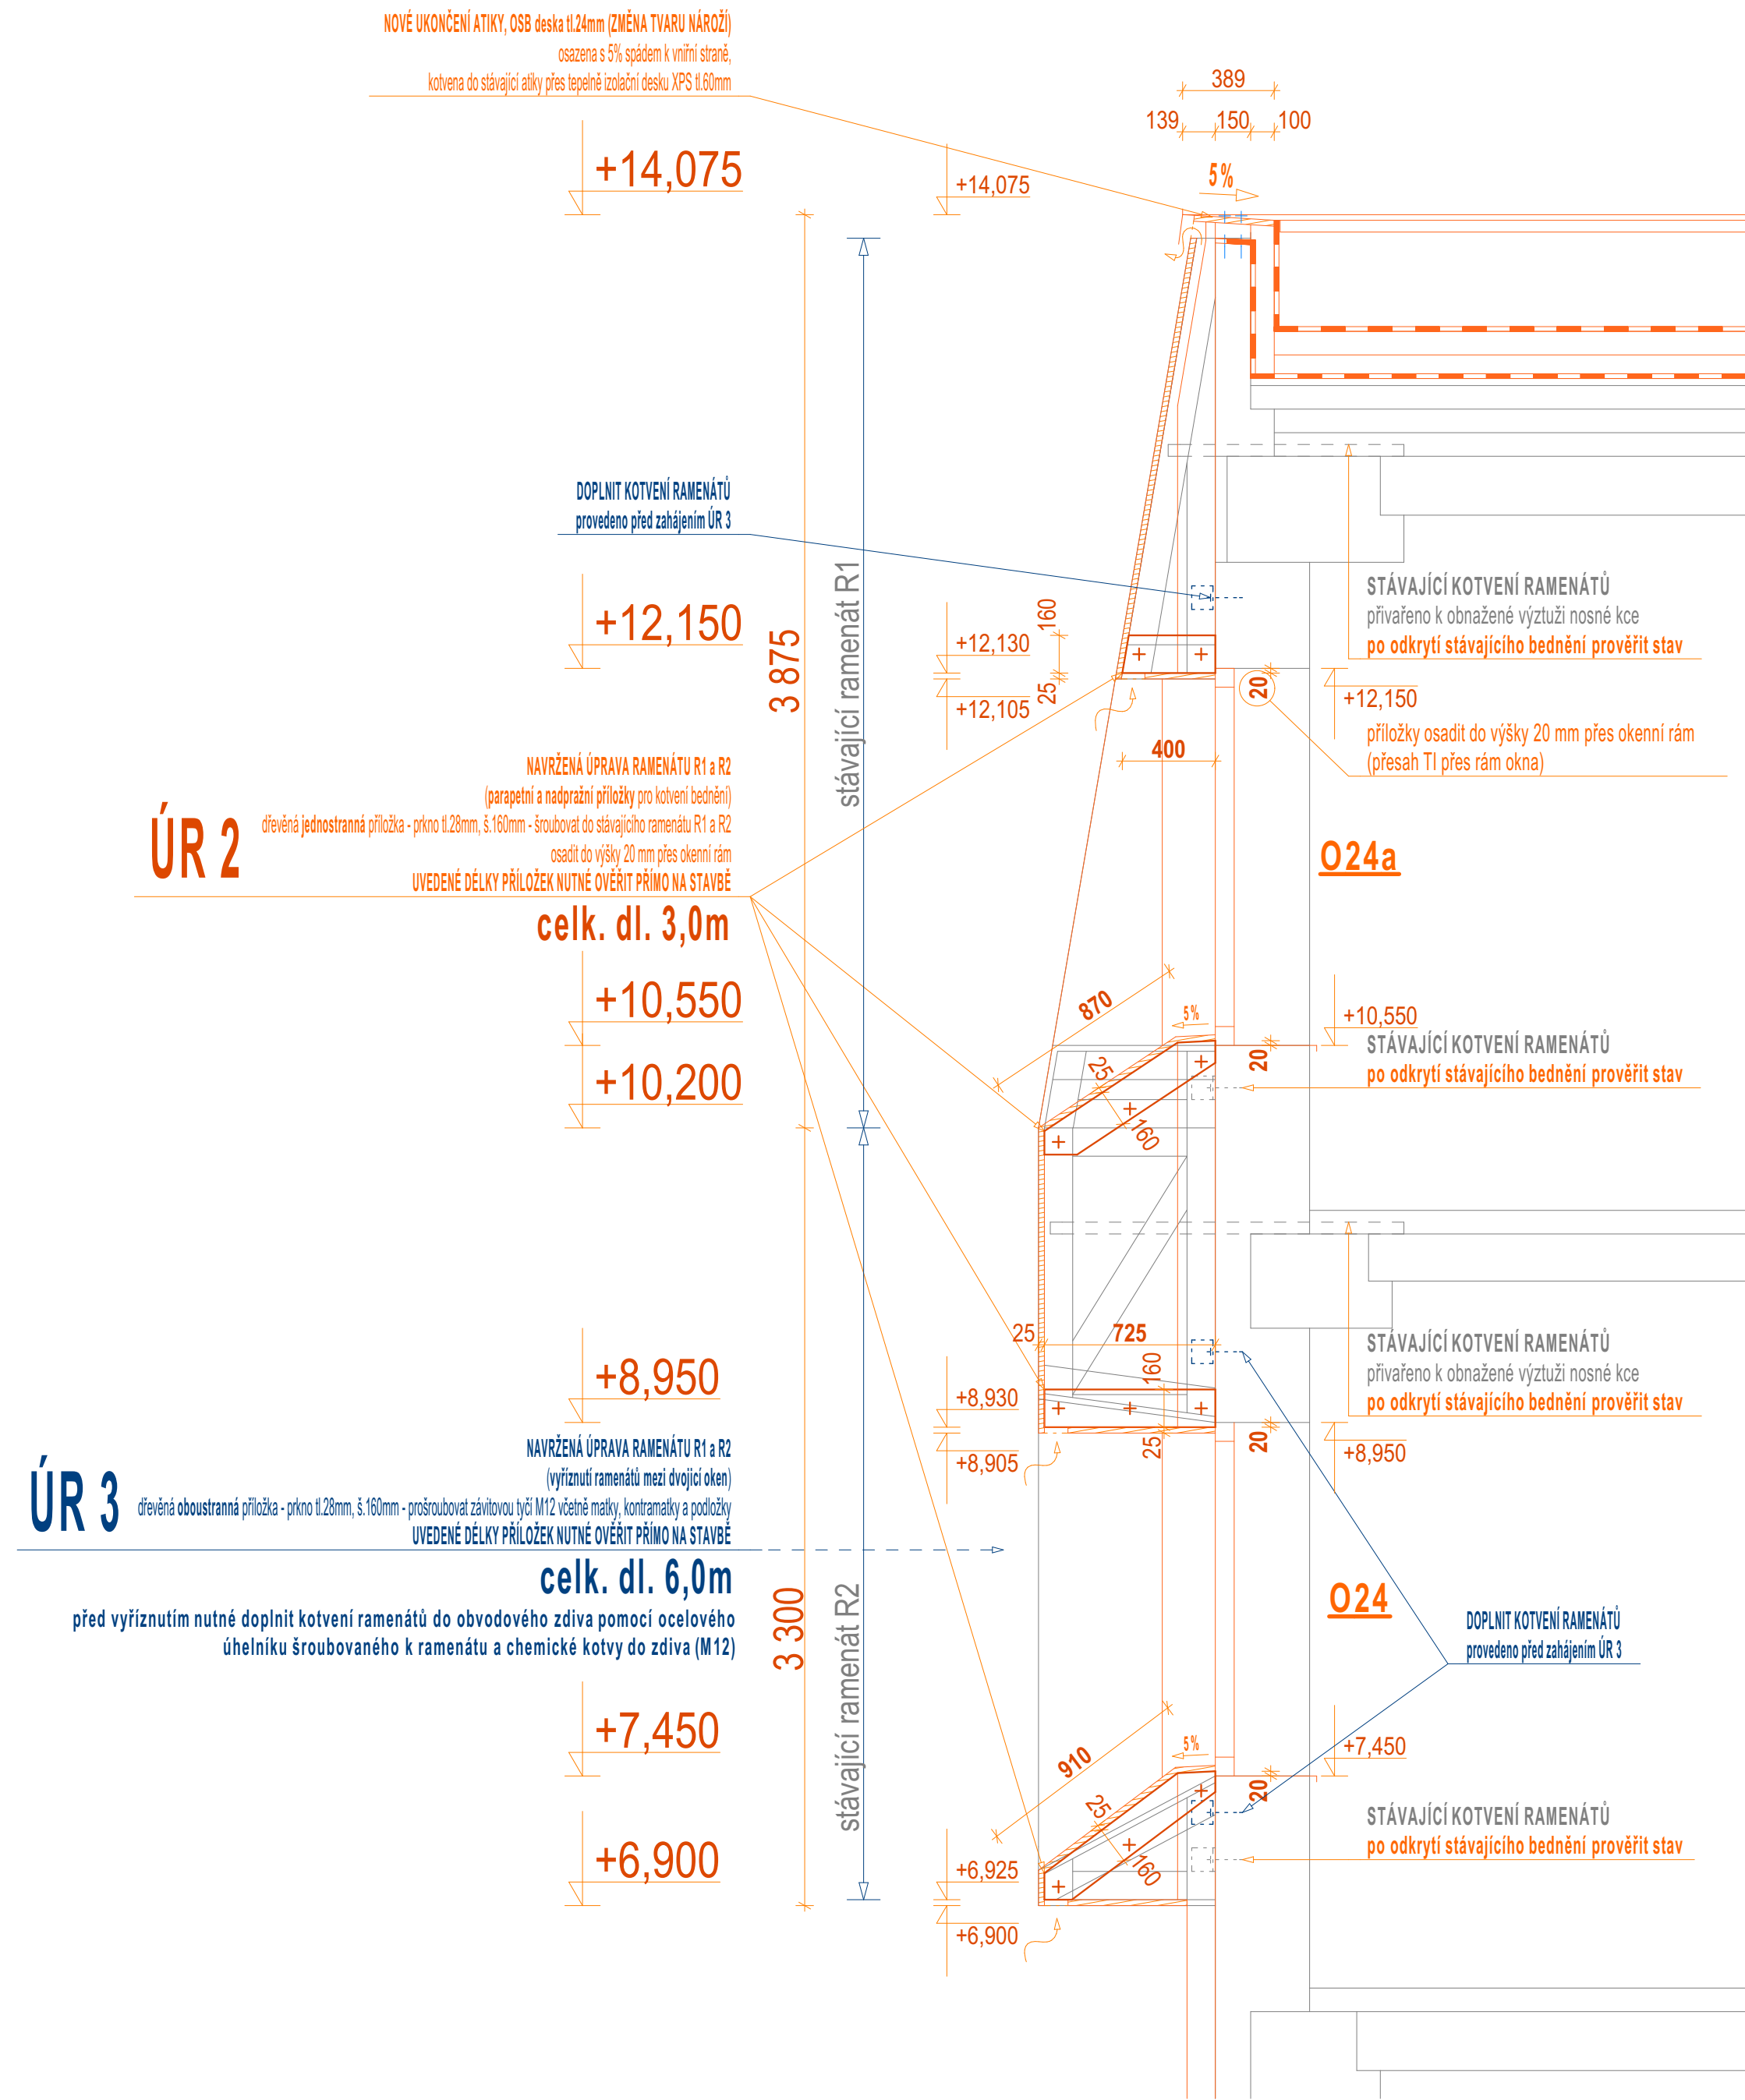 NOVÉ UKONČENÍ ATIKY, OSB deska tl.24mm (ZMĚNA TVARU NÁROŽÍ)
osazena s 5% spádem k vniřní straně,
kotvena do stávající atiky přes tepelně izolační desku XPS tl.60mm
389
139 150 100
5%
+14,075
+14,075
DOPLNIT KOTVENÍ RAMENÁTŮ
provedeno před zahájením ÚR 3
stávající ramenát R1
3 875
+12,150
+12,130
160
25
+12,105
STÁVAJÍCÍ KOTVENÍ RAMENÁTŮ
přivařeno k obnažené výztuži nosné kce
po odkrytí stávajícího bednění prověřit stav
20
+12,150
příložky osadit do výšky 20 mm přes okenní rám
(přesah TI přes rám okna)
400
ÚR 2
NAVRŽENÁ ÚPRAVA RAMENÁTU R1 a R2
(parapetní a nadpražní příložky pro kotvení bednění)
dřevěná jednostranná příložka - prkno tl.28mm, š.160mm - šroubovat do stávajícího ramenátu R1 a R2
osadit do výšky 20 mm přes okenní rám
UVEDENÉ DÉLKY PŘÍLOŽEK NUTNÉ OVĚŘIT PŘÍMO NA STAVBĚ
celk. dl. 3,0m
O24a
+10,550
+10,200
870
5%
25
160
20
+10,550
STÁVAJÍCÍ KOTVENÍ RAMENÁTŮ
po odkrytí stávajícího bednění prověřit stav
25
725
160
25
+8,950
+8,930
+8,905
20
STÁVAJÍCÍ KOTVENÍ RAMENÁTŮ
přivařeno k obnažené výztuži nosné kce
po odkrytí stávajícího bednění prověřit stav
+8,950
ÚR 3
NAVRŽENÁ ÚPRAVA RAMENÁTU R1 a R2
(vyříznutí ramenátů mezi dvojicí oken)
dřevěná oboustranná příložka - prkno tl.28mm, š.160mm - prošroubovat závitovou tyčí M12 včetně matky, kontramatky a podložky
UVEDENÉ DÉLKY PŘÍLOŽEK NUTNÉ OVĚŘIT PŘÍMO NA STAVBĚ
celk. dl. 6,0m
před vyříznutím nutné doplnit kotvení ramenátů do obvodového zdiva pomocí ocelového
úhelníku šroubovaného k ramenátu a chemické kotvy do zdiva (M12)
3 300
stávající ramenát R2
O24
DOPLNIT KOTVENÍ RAMENÁTŮ
provedeno před zahájením ÚR 3
+7,450
+6,900
+6,925
+6,900
910
5%
25
160
20
+7,450
STÁVAJÍCÍ KOTVENÍ RAMENÁTŮ
po odkrytí stávajícího bednění prověřit stav